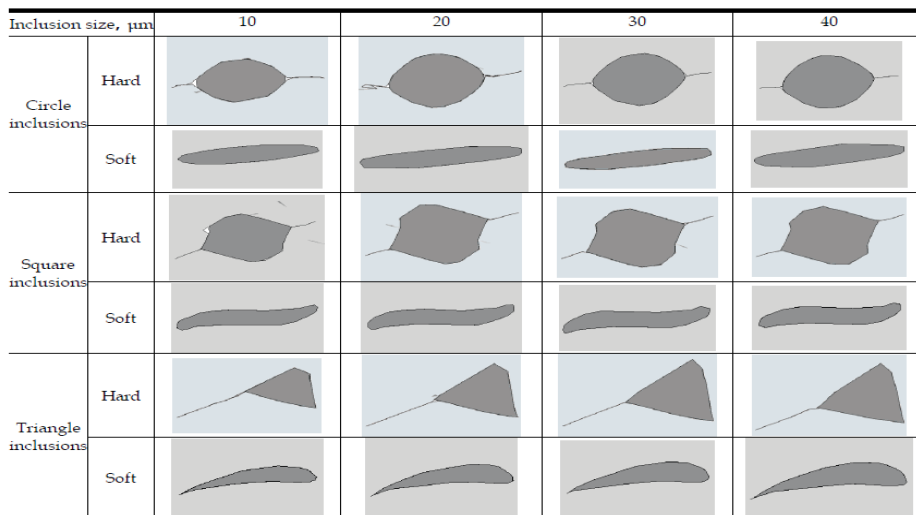 Inclusion size, μm 10 20 30 40
Circle
inclusions
Hard
Soft
Square
inclusions
Hard
Soft
Triangle
inclusions
Hard
Soft